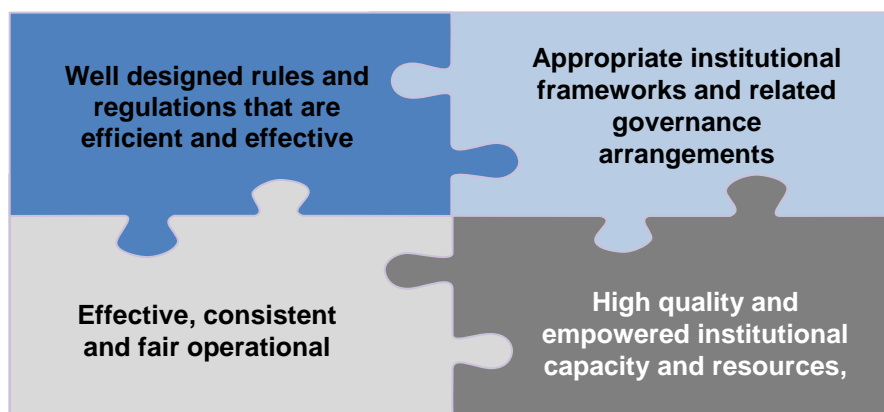 Well designed rules and
regulations that are
efficient and effective
Appropriate institutional
frameworks and related
governance
arrangements
Effective, consistent
and fair operational
High quality and
empowered institutional
capacity and resources,